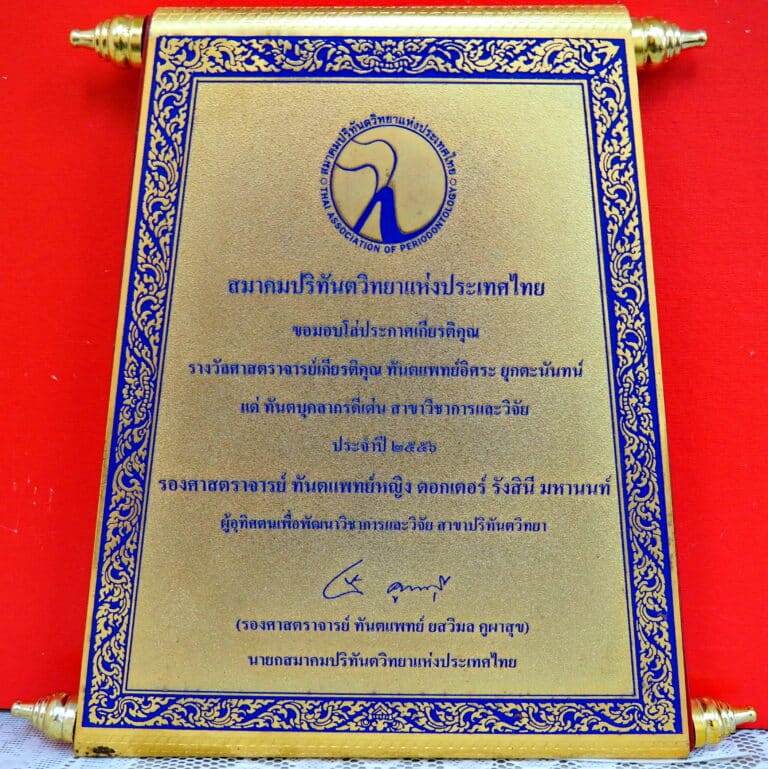 สมาคมปริทันตวิทยาแห่งประเทศไทย
THAI ASSOCIATION OF PERIODONTOLOGY
สมาคมปริทันตวิทยาแห่งประเทศไทย
ขอมอบโล่ประกาศเกียรติคุณ
รางวัลศาสตราจารย์เกียรติคุณ ทันตแพทย์อิศระ ยุกตะนันทน์
แด่ ทันตบุคลากรดีเด่น สาขาวิชาการและวิจัย
ประจำปี ๒๕๕๖
รองศาสตราจารย์ ทันตแพทย์หญิง ดอกเตอร์ รังสินี มหานนท์
ผู้อุทิศตนเพื่อพัฒนาวิชาการและวิจัย สาขาปริทันตวิทยา
(รองศาสตราจารย์ ทันตแพทย์ ยสวิมล คูผาสุข)
นายกสมาคมปริทันตวิทยาแห่งประเทศไทย